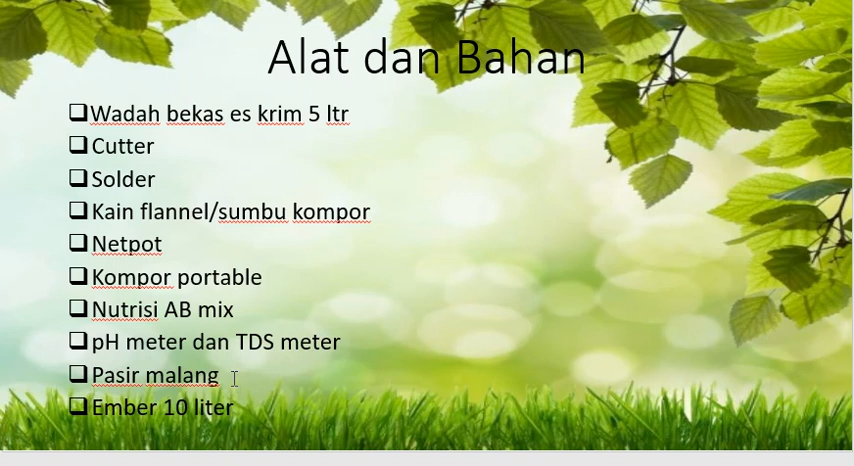 Alat dan Bahan
❑Wadah bekas es krim 5 ltr
❑Cutter
❑Solder
❑Kain flannel/sumbu kompor
❑Netpot
❑Kompor portable
❑Nutrisi AB mix
❑pH meter dan TDS meter
❑Pasir malang
❑Ember 10 liter